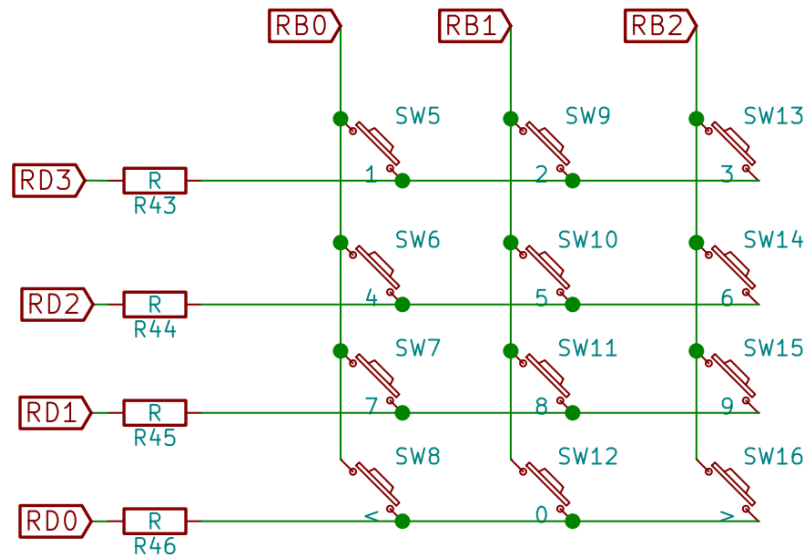 RB0 RB1 RB2
SW5 SW9 SW13
RD3 R 1 2 3
R43
SW6 SW10 SW14
RD2 R 4 5 6
R44
SW7 SW11 SW15
RD1 R 7 8 9
R45
SW8 SW12 SW16
RD0 R < 0 >
R46